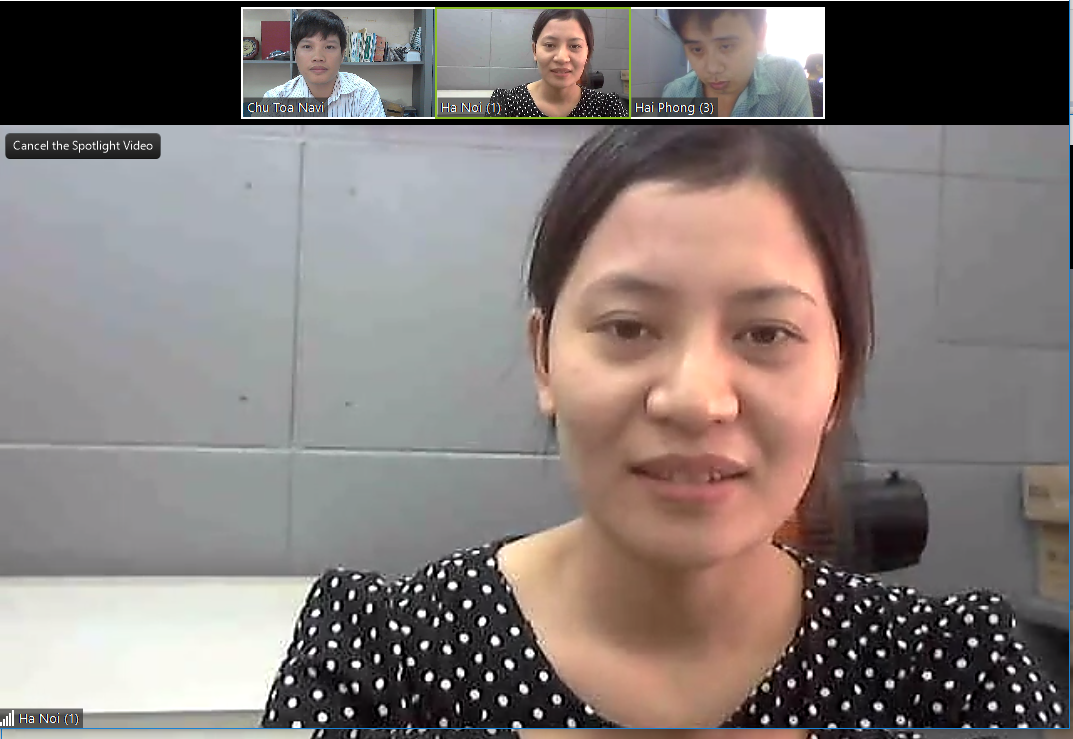 Chu Toa Navi
Ha Noi (1)
Hai Phong (3)
Cancel the Spotlight Video
Ha Noi (1)